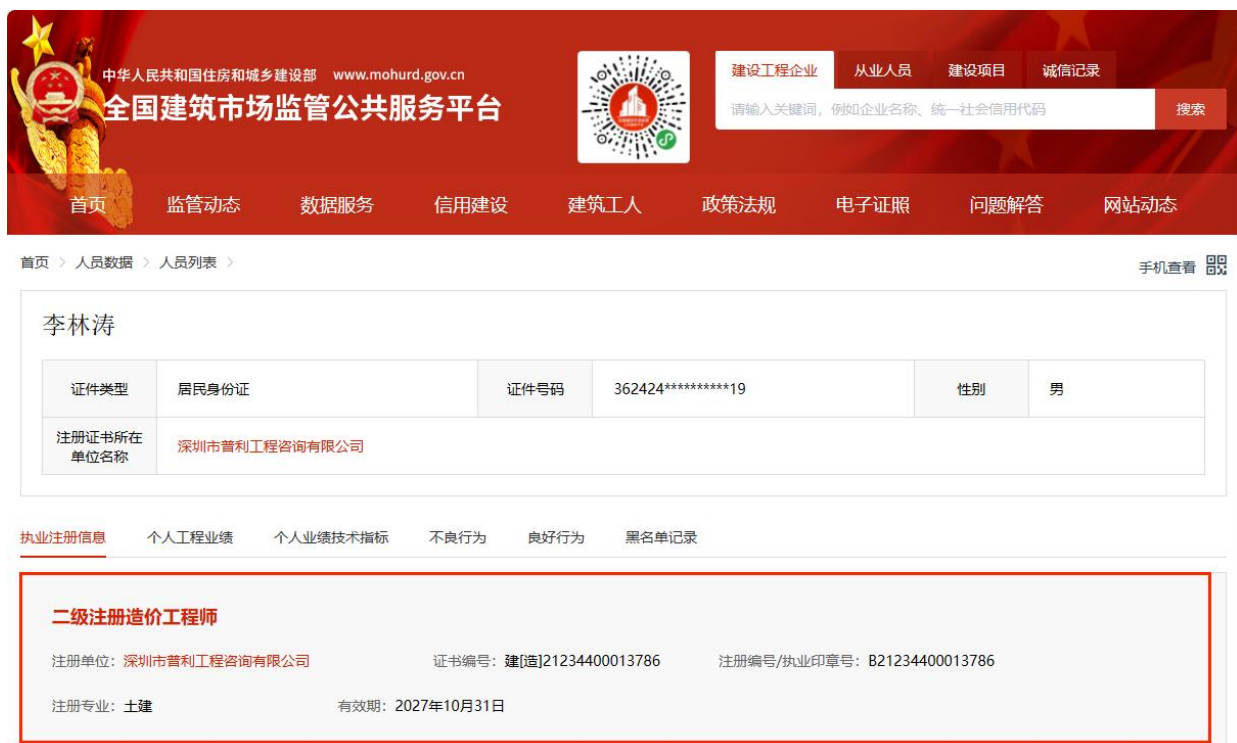 中华人民共和国住房和城乡建设部 www.mohurd.gov.cn
全国建筑市场监管公共服务平台
建设工程企业 从业人员 建设项目 诚信记录
请输入关键词，例如企业名称、统一社会信用代码 搜索
首页 监管动态 数据服务 信用建设 建筑工人 政策法规 电子证照 问题解答 网站动态
首页 > 人员数据 > 人员列表 >
手机查看
李林涛
证件类型 居民身份证 证件号码 362424**********19 性别 男
注册证书所在
单位名称
深圳市普利工程咨询有限公司
执业注册信息 个人工程业绩 个人业绩技术指标 不良行为 良好行为 黑名单记录
二级注册造价工程师
注册单位：深圳市普利工程咨询有限公司 证书编号：建[造]21234400013786 注册编号/执业印章号：B21234400013786
注册专业：土建 有效期：2027年10月31日